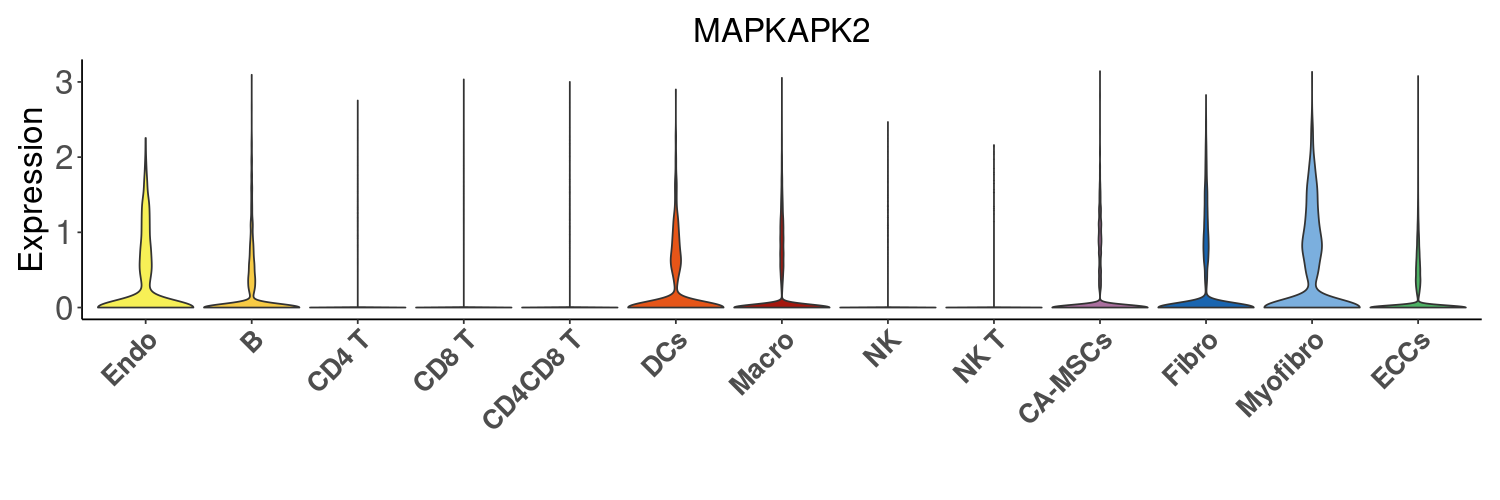 MAPKAPK2
Expression
3
2
1
0
Endo
B
CD4 T
CD8 T
CD4CD8 T
DCs
Macro
NK
NK T
CA-MSCs
Fibro
Myofibro
ECCs